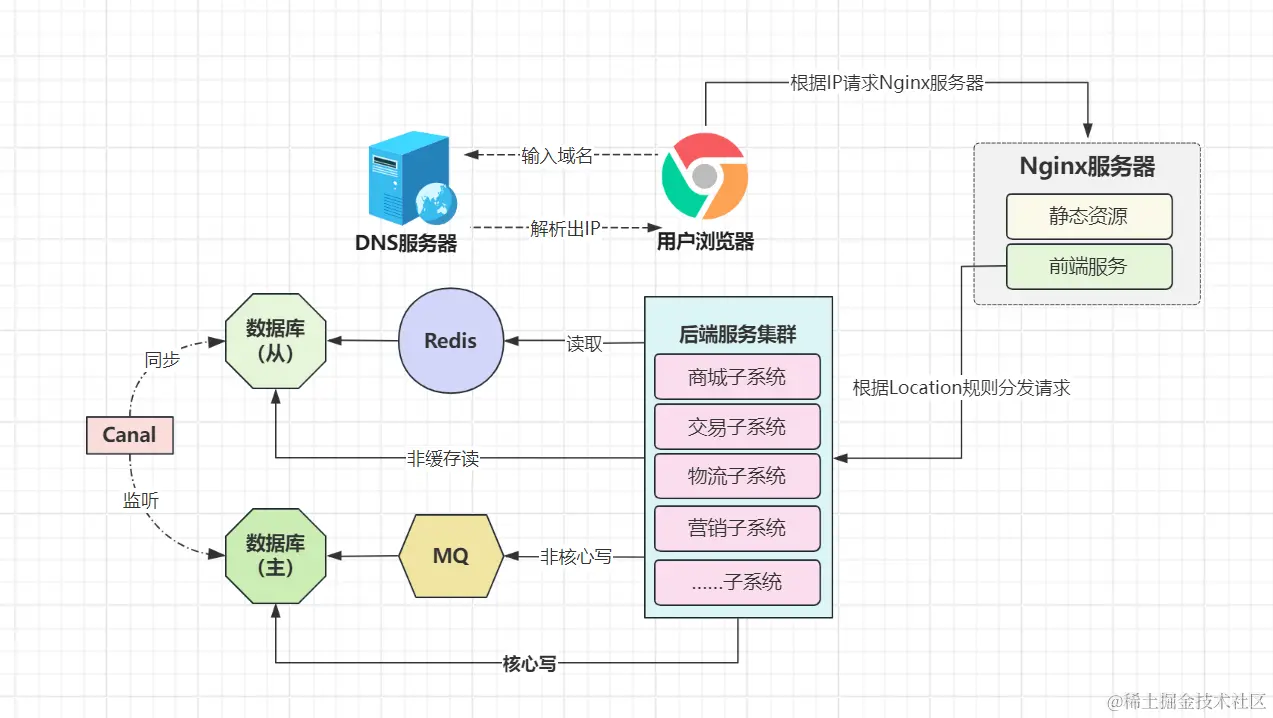 根据IP请求Nginx服务器
输入域名
解析出IP
DNS服务器
用户浏览器
Nginx服务器
静态资源
前端服务
数据库
（从）
Redis
读取
后端服务集群
商城子系统
交易子系统
物流子系统
营销子系统
……子系统
根据Location规则分发请求
同步
Canal
监听
非缓存读
数据库
（主）
MQ
非核心写
核心写
@稀土掘金技术社区